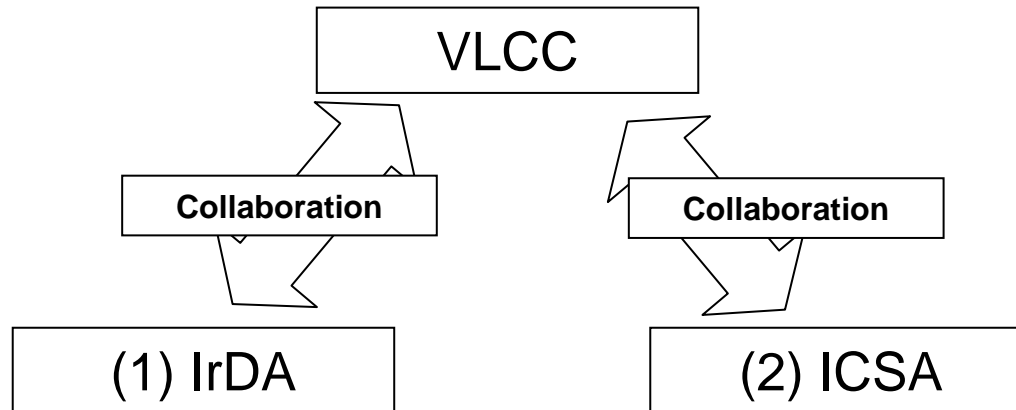 VLCC
Collaboration
Collaboration
(1) IrDA
(2) ICSA